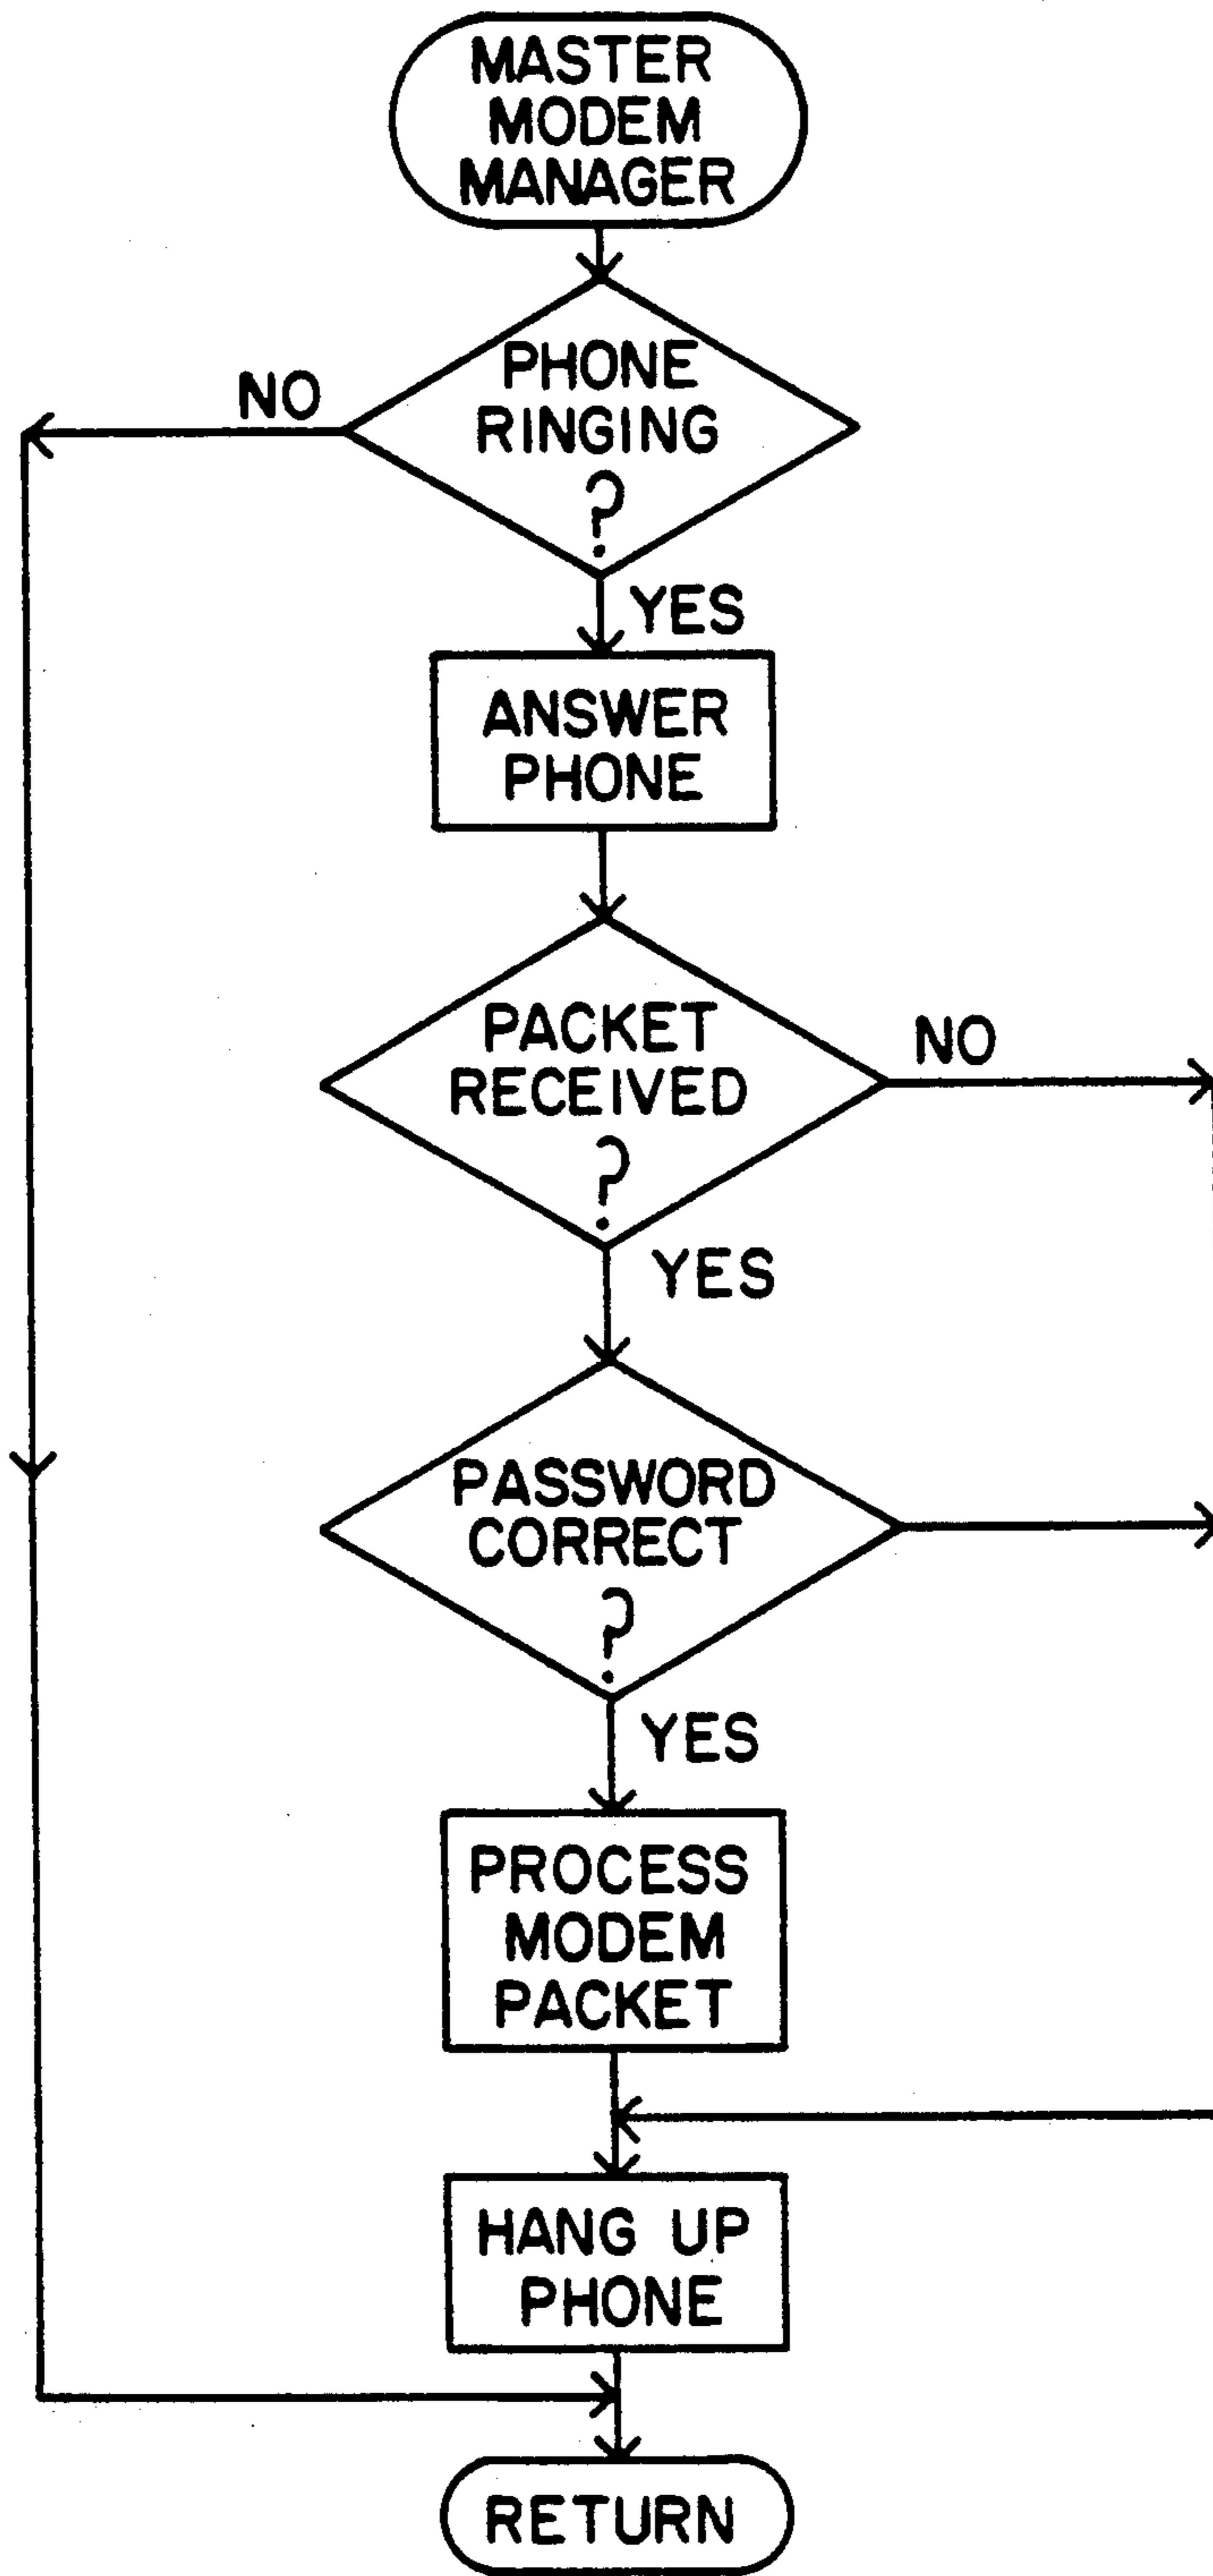 MASTER
MODEM
MANAGER
PHONE
RINGING
?
NO
YES
ANSWER
PHONE
PACKET
RECEIVED
?
NO
YES
PASSWORD
CORRECT
?
YES
PROCESS
MODEM
PACKET
HANG UP
PHONE
RETURN